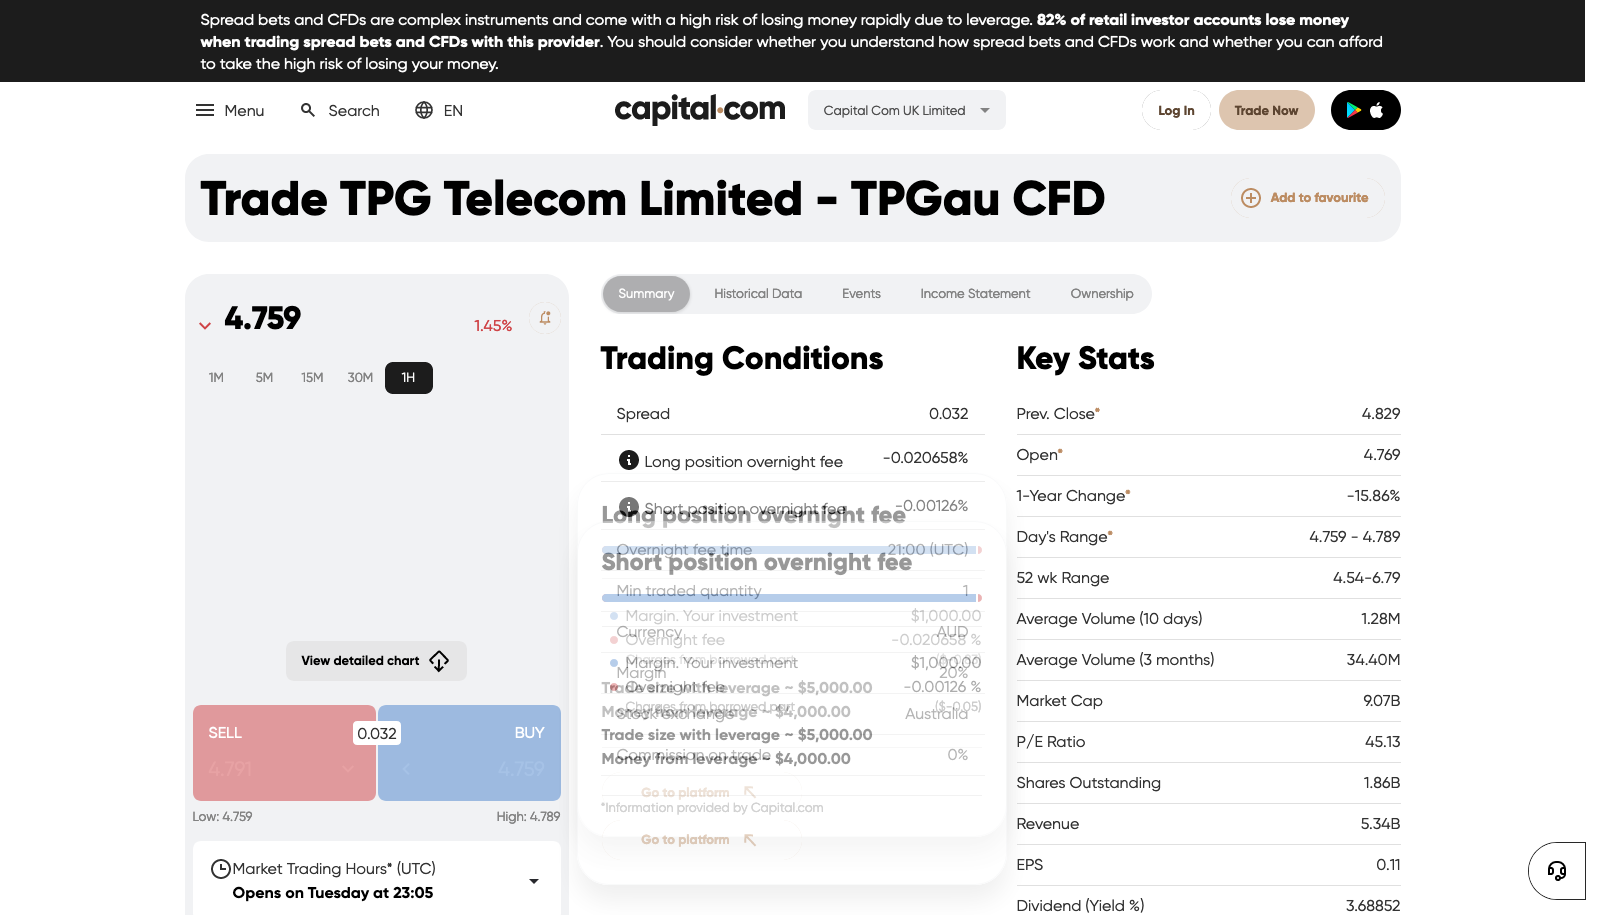 Spread bets and CFDs are complex instruments and come with a high risk of losing money rapidly due to leverage. 82% of retail investor accounts lose money
when trading spread bets and CFDs with this provider. You should consider whether you understand how spread bets and CFDs work and whether you can afford
to take the high risk of losing your money.
Menu
Search
EN
capital.com
Capital Com UK Limited
Log In
Trade Now
Trade TPG Telecom Limited - TPGau CFD
Add to favourite
4.759
1.45%
1M
5M
15M
30M
1H
View detailed chart
SELL
4.791
0.032
BUY
4.759
Low: 4.759
High: 4.789
Market Trading Hours* (UTC)
Opens on Tuesday at 23:05
Summary
Historical Data
Events
Income Statement
Ownership
Trading Conditions
Spread 0.032
Long position overnight fee -0.020658%
Short position overnight fee -0.00126%
Long position overnight fee
Overnight fee time 21:00 (UTC)
Short position overnight fee
Min traded quantity 1
Margin. Your investment $1,000.00
Currency AUD
Overnight fee -0.020658 %
Margin. Your investment $1,000.00
Margin 20%
Overnight fee -0.00126 %
Trade size with leverage ~ $5,000.00
Charges from borrowed part ($-0.05)
Money from leverage ~ $4,000.00
Stock exchange Australia
Trade size with leverage ~ $5,000.00
Commission on trade 0%
Money from leverage ~ $4,000.00
Go to platform
*Information provided by Capital.com
Go to platform
Key Stats
Prev. Close* 4.829
Open* 4.769
1-Year Change* -15.86%
Day's Range* 4.759 - 4.789
52 wk Range 4.54-6.79
Average Volume (10 days) 1.28M
Average Volume (3 months) 34.40M
Market Cap 9.07B
P/E Ratio 45.13
Shares Outstanding 1.86B
Revenue 5.34B
EPS 0.11
Dividend (Yield %) 3.68852